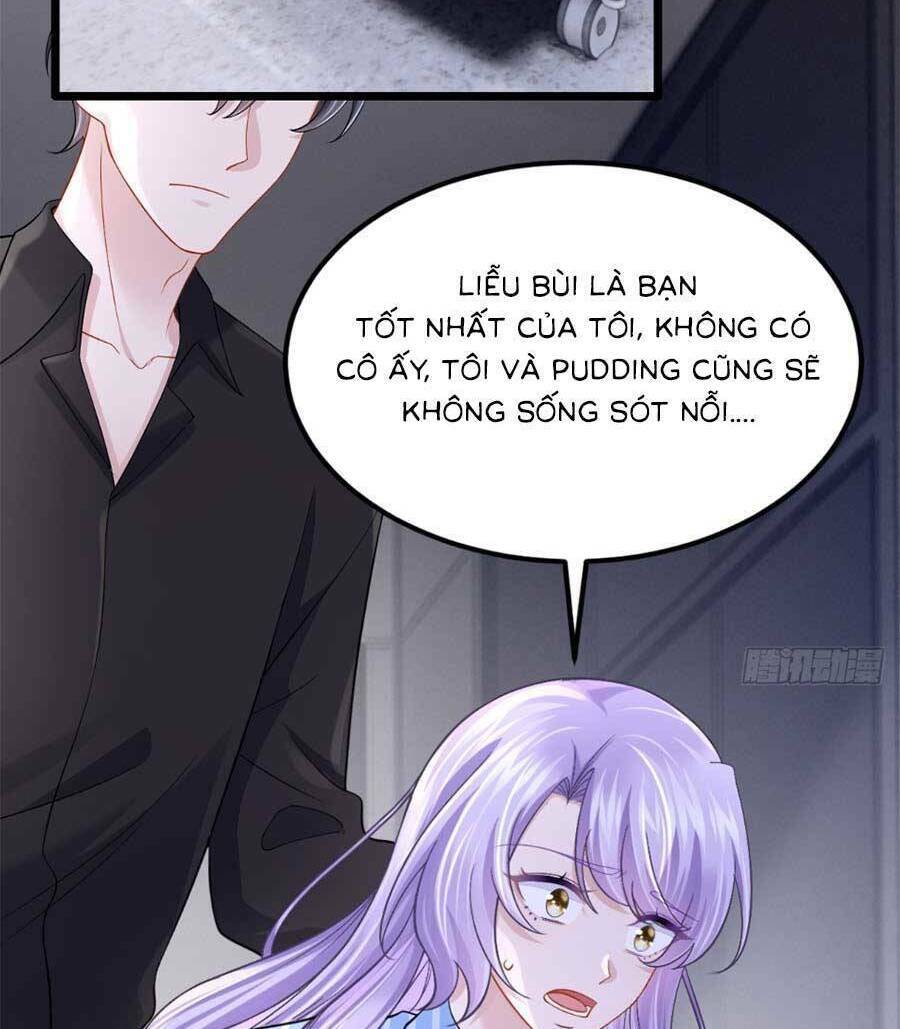 LIỄU BÙI LÀ BẠN
TỐT NHẤT CỦA TÔI, KHÔNG CÓ
CÔ ẤY, TÔI VÀ PUDDING CŨNG SẼ
KHÔNG SỐNG SÓT NỖI....
腾讯动漫